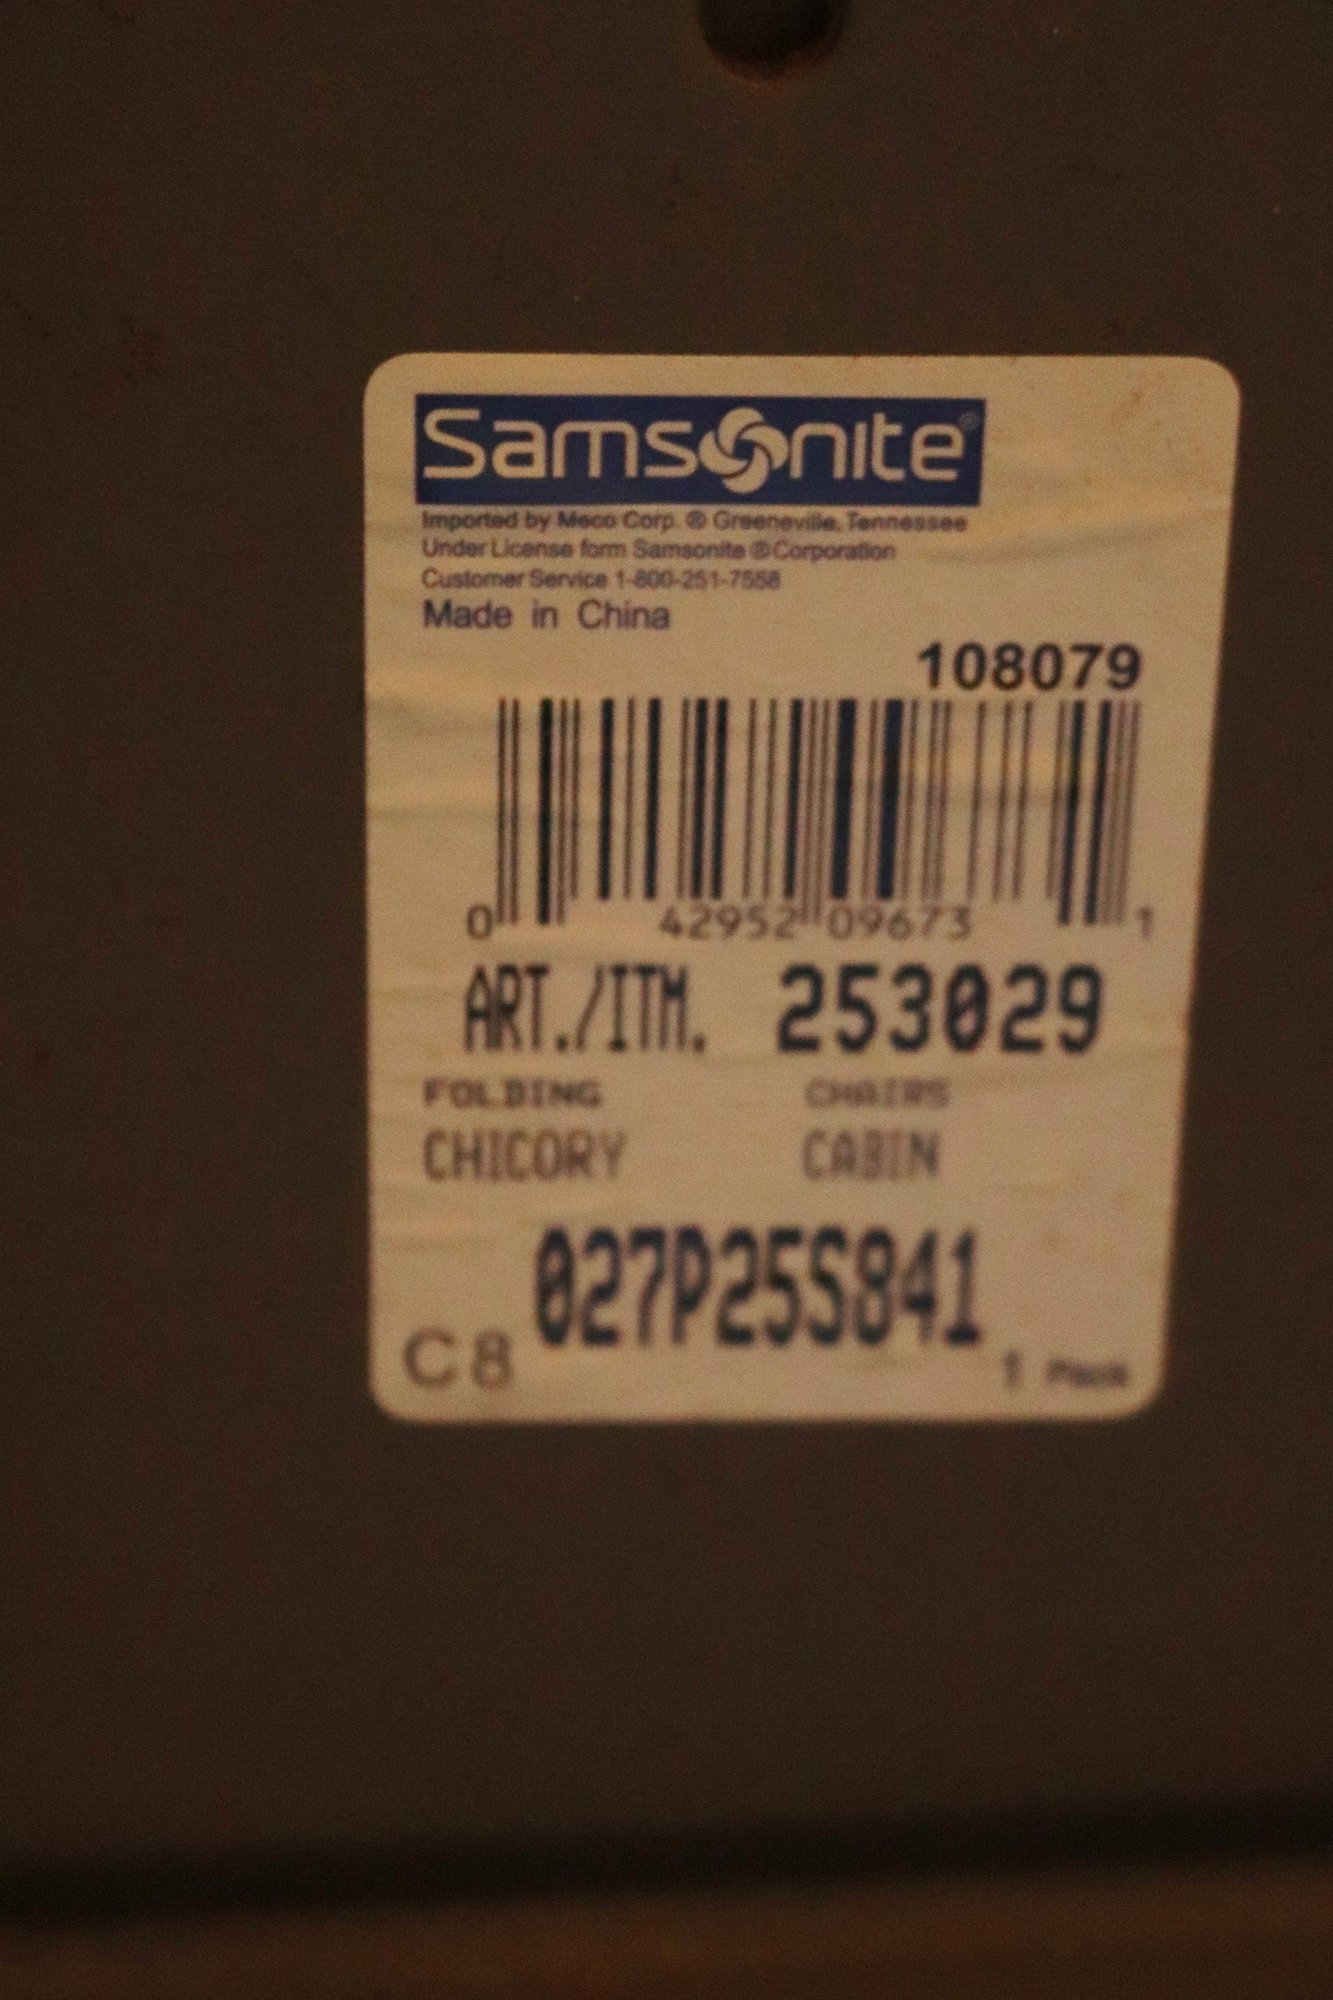 Samsonite®
Imported by Meco Corp. ® Greeneville, Tennessee
Under License form Samsonite ® Corporation
Customer Service 1-800-251-7558
Made in China
108079
0 42952 09673 1
ART./ITM. 253029
FOLDING CHAIRS
CHICORY CABIN
027P25S841
C8 1 Pack